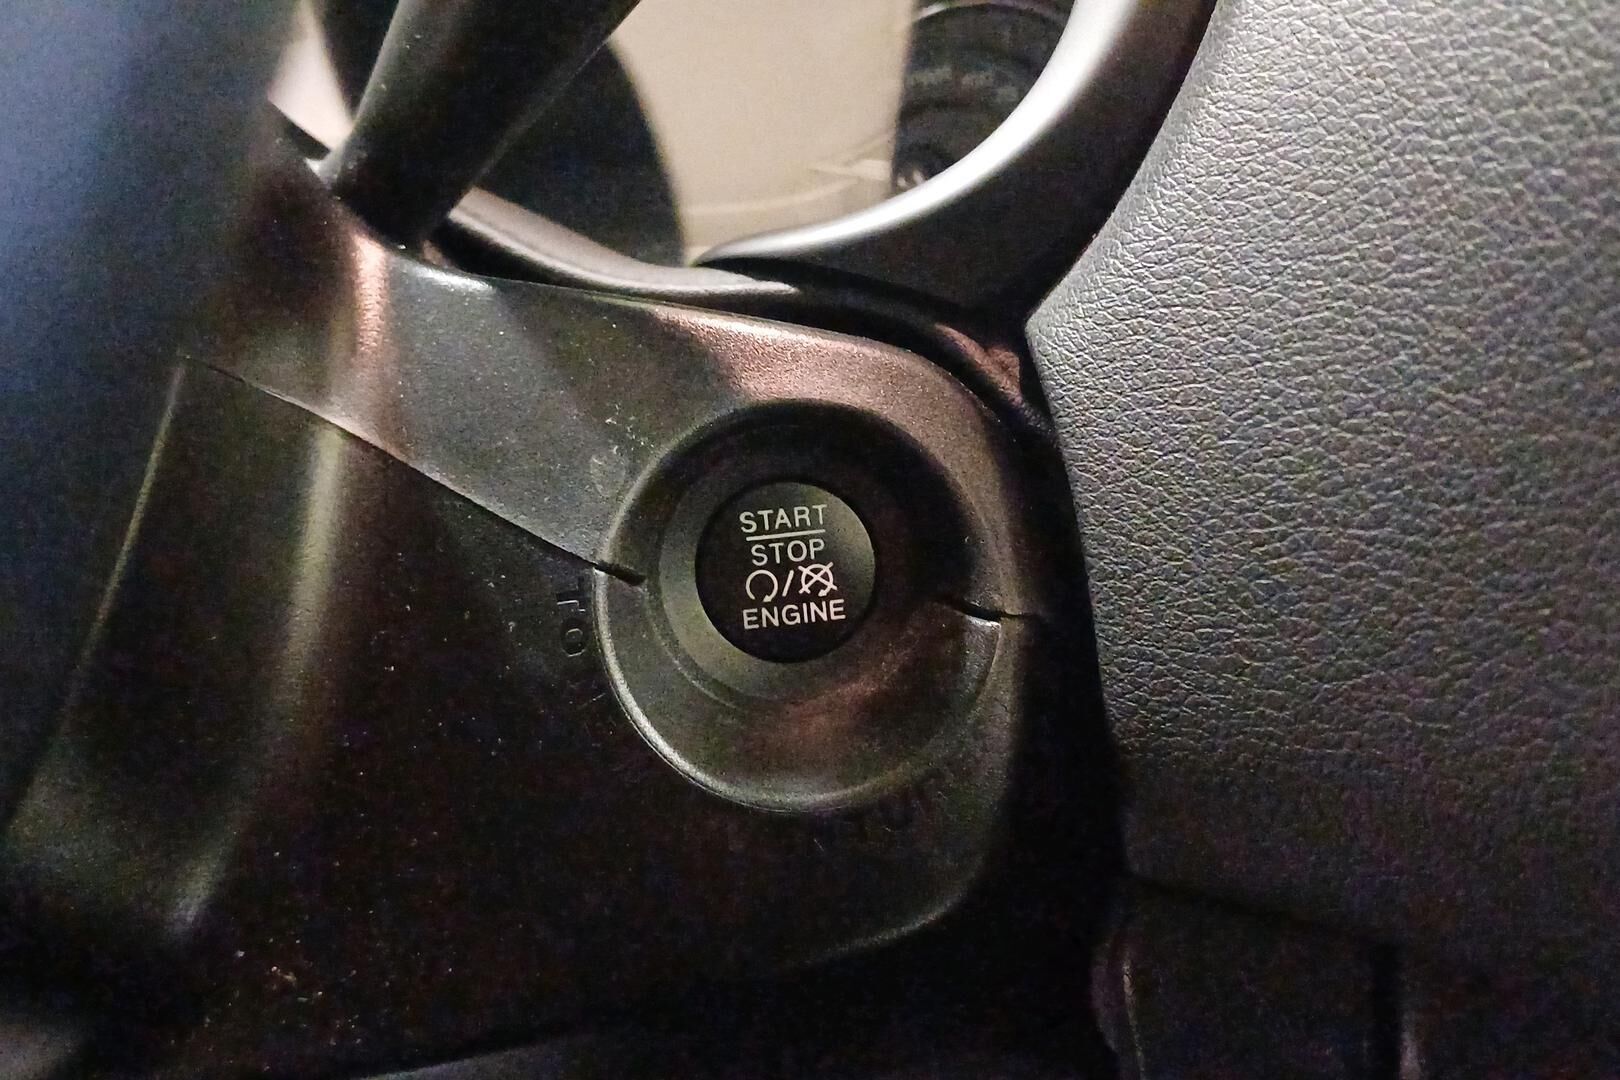 START
STOP
/
ENGINE